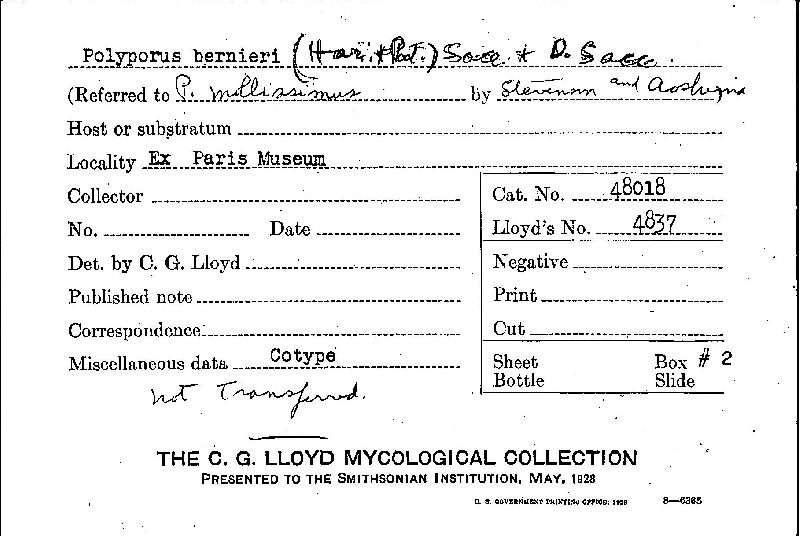 Polyporus bernieri (Har. & Pat.) Sacc. & D. Sacc.
(Referred to P. mollissimus by Stevenson and
Host or substratum
Locality Ex Paris Museum
Collector
No. Date
Det. by C. G. Lloyd
Published note
Correspondence
Miscellaneous data Cotype
not Transferred.
Cat. No. 48018
Lloyd's No. 4837
Negative
Print
Cut
Sheet Box # 2
Bottle Slide
THE C. G. LLOYD MYCOLOGICAL COLLECTION
PRESENTED TO THE SMITHSONIAN INSTITUTION, MAY, 1928
U. S. GOVERNMENT PRINTING OFFICE: 1928 8—6365